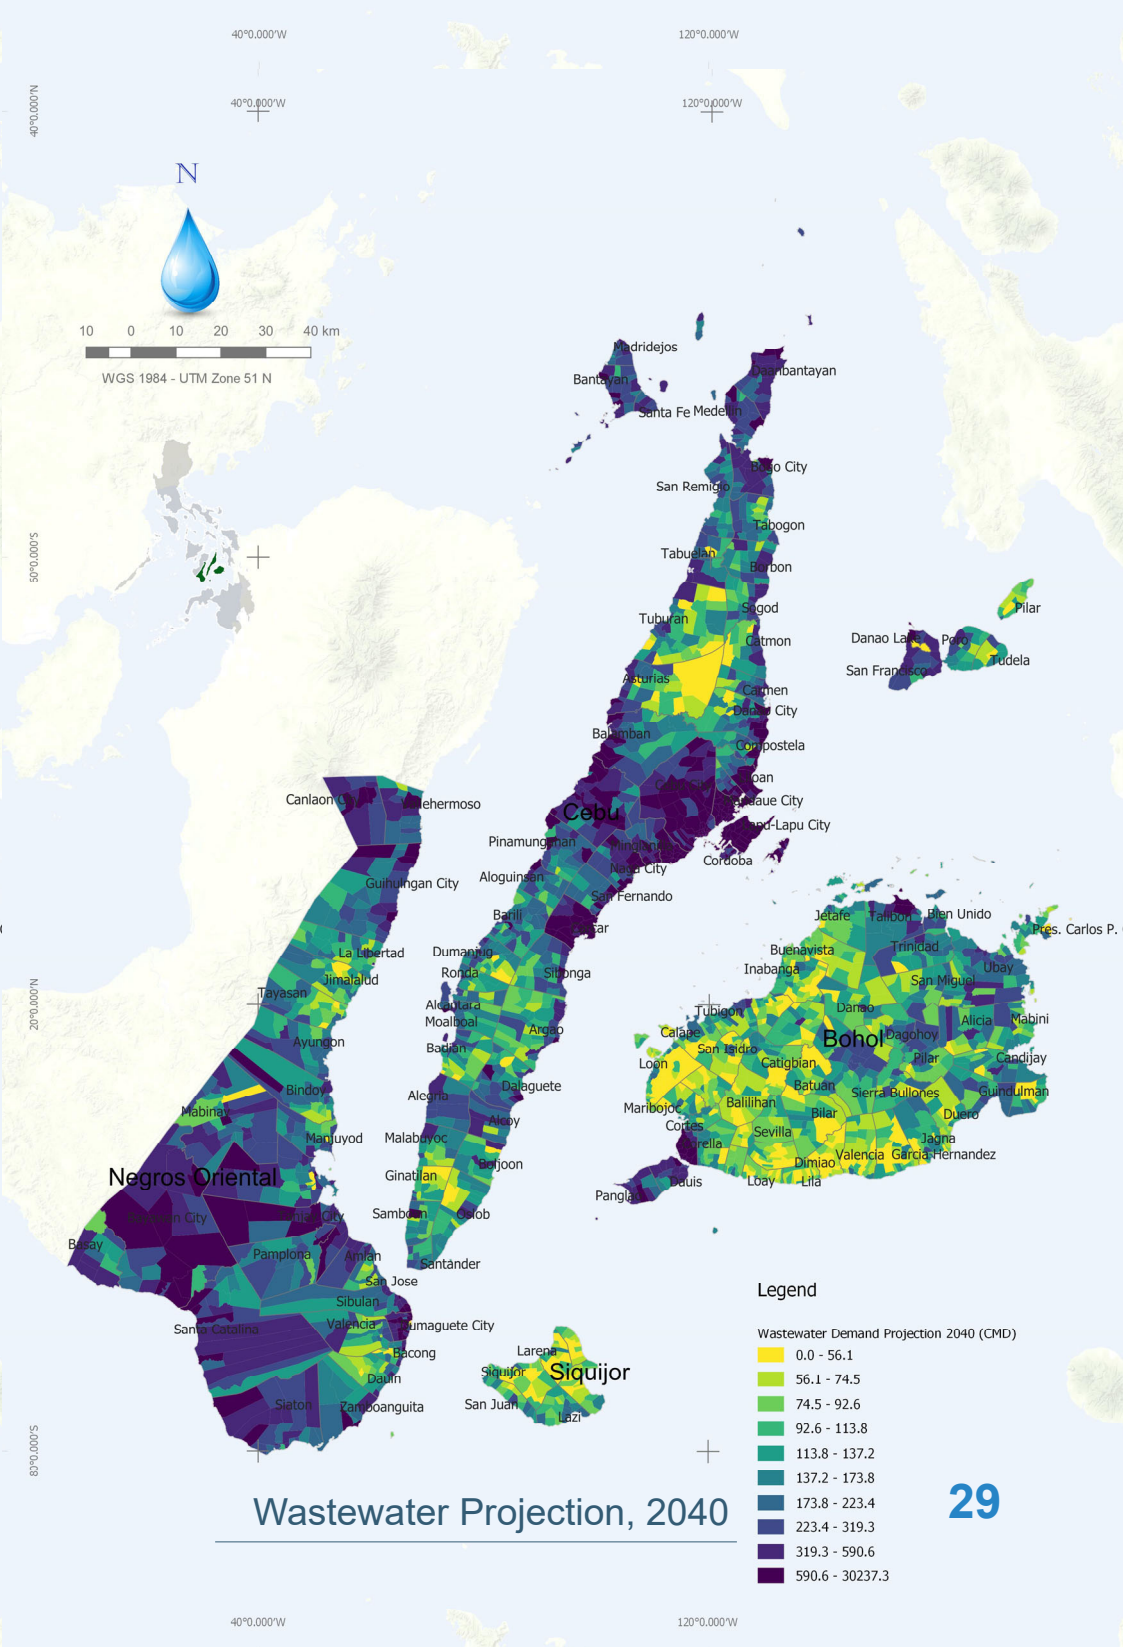 40°0.000'W
120°0.000'W
40°0.000'W
120°0.000'W
40°0.000'N
N
10 0 10 20 30 40 km
WGS 1984 - UTM Zone 51 N
Madridejos
Daanbantayan
Bantayan
Santa Fe
Medellin
Bogo City
San Remigio
Tabogon
50°0.000'S
Tabuelan
Borbon
Sogod
Pilar
Tuburan
Catmon
Danao Lake
Poro
Tudela
San Francisco
Asturias
Carmen
Danao City
Balamban
Compostela
Canlaon City
Vallehermoso
Cebu
Pinamungahan
Minglanilla
Cordoba
Naga City
Aloguinsan
Guihulngan City
San Fernando
Barili
Jetafe
Talibon
Bien Unido
Pres. Carlos P.
La Libertad
Dumanjug
Buenavista
Trinidad
Ronda
Sibonga
Inabanga
Ubay
Jimalalud
San Miguel
Tayasan
Alcantara
Danao
20°0.000'N
Tubigon
Moalboal
Argao
Alicia
Mabini
Calape
Bohol
Dagohoy
Ayungon
Badian
San Isidro
Loon
Catigbian
Pilar
Candijay
Bindoy
Dalaguete
Batuan
Sierra Bullones
Guindulman
Alegria
Mabinay
Maribojoc
Balilihan
Bilar
Duero
Alcoy
Cortes
Sevilla
Manjuyod
Malabuyoc
Jagna
Valencia
Garcia Hernandez
Boljoon
Dimiao
Negros Oriental
Ginatilan
Dauis
Loay
Lila
Panglao
Samboan
Oslob
Basay
Pamplona
Amlan
Santander
San Jose
Sibulan
Legend
Santa Catalina
Valencia
Dumaguete City
Wastewater Demand Projection 2040 (CMD)
Bacong
Larena
0.0 - 56.1
Dauin
Siquijor
Siquijor
56.1 - 74.5
Siaton
Zamboanguita
San Juan
Lazi
74.5 - 92.6
92.6 - 113.8
80°0.000'S
113.8 - 137.2
137.2 - 173.8
Wastewater Projection, 2040
173.8 - 223.4
29
223.4 - 319.3
319.3 - 590.6
590.6 - 30237.3
40°0.000'W
120°0.000'W